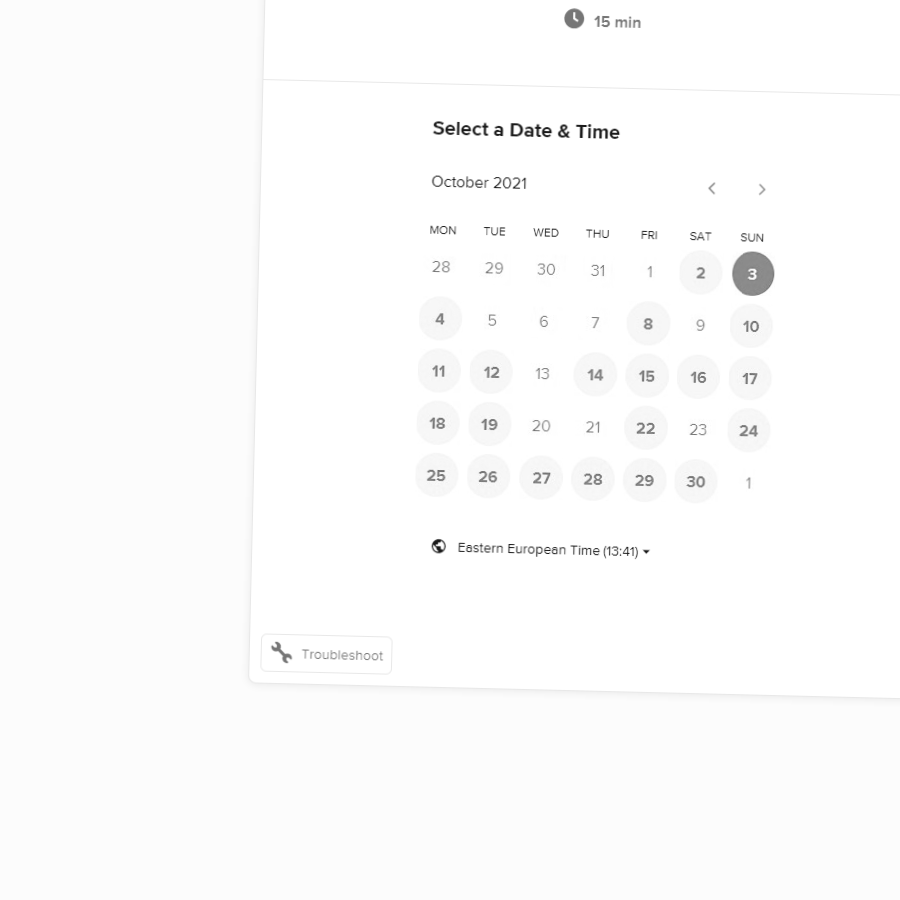 15 min
Select a Date & Time
October 2021
MON TUE WED THU FRI SAT SUN
28 29 30 31 1 2 3
4 5 6 7 8 9 10
11 12 13 14 15 16 17
18 19 20 21 22 23 24
25 26 27 28 29 30 1
Eastern European Time (13:41)
Troubleshoot